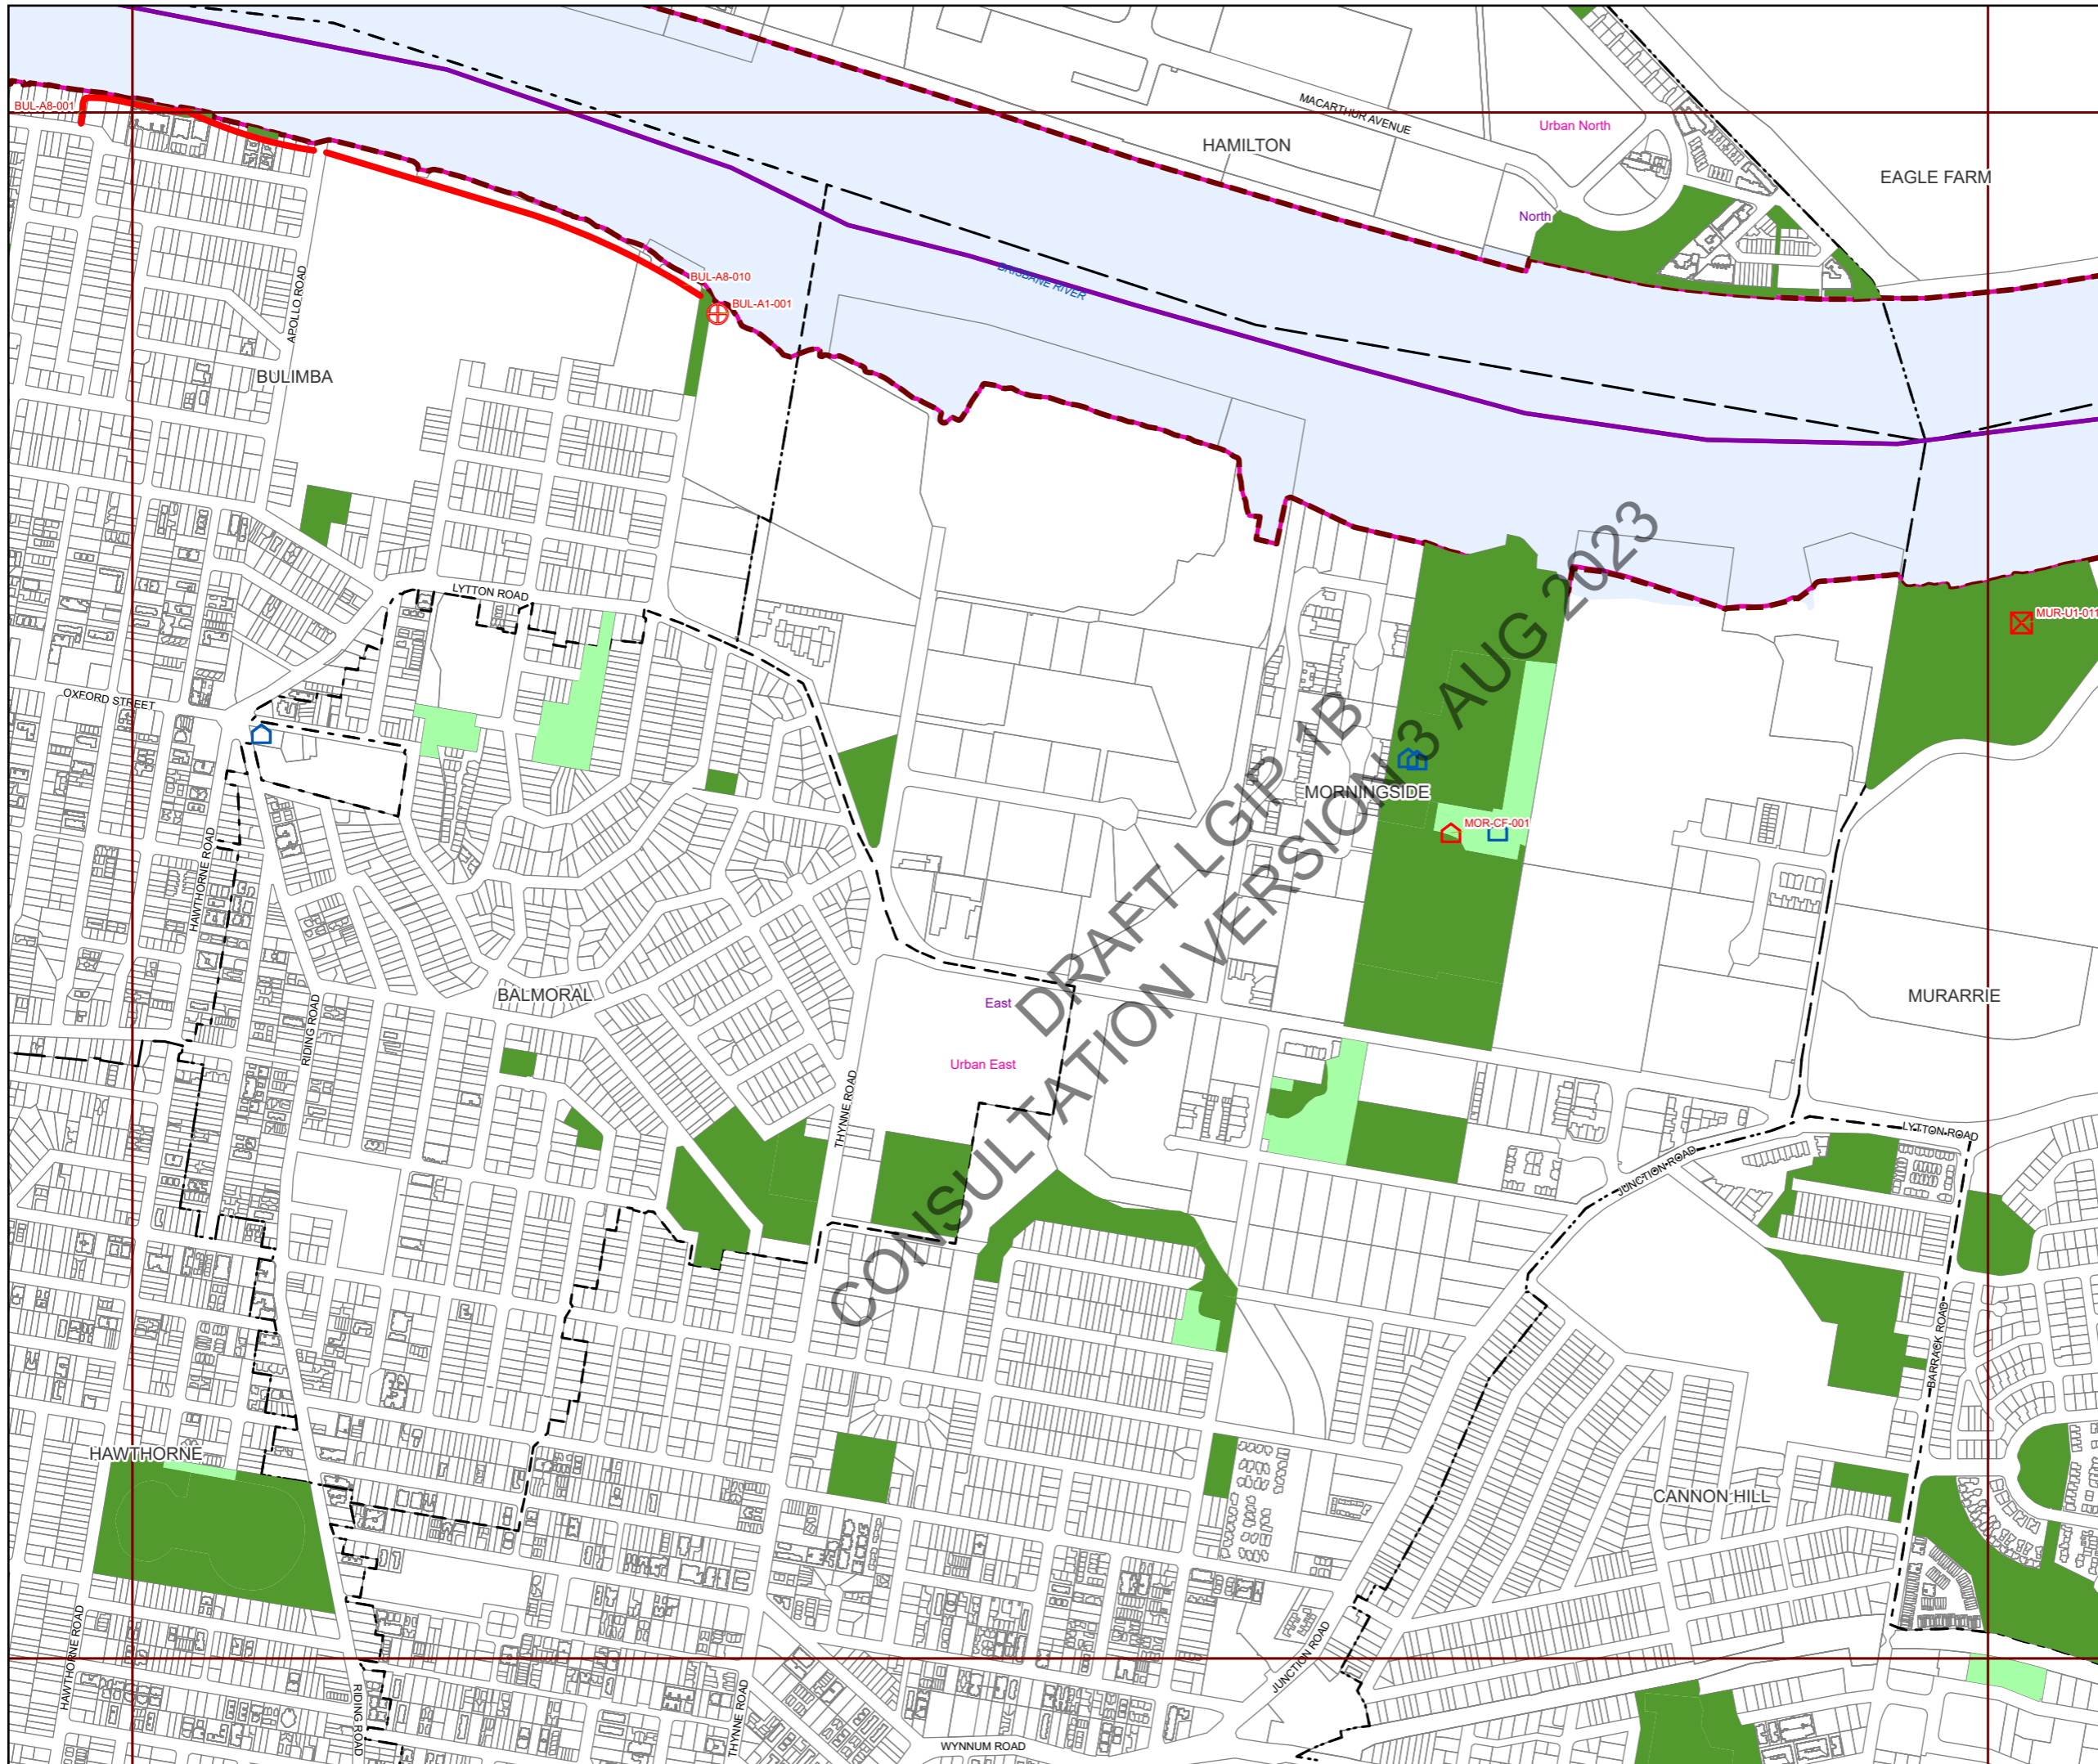 BUL-A8-001
MACARTHUR AVENUE
Urban North
HAMILTON
EAGLE FARM
North
BRISBANE RIVER
BUL-A8-010
BUL-A1-001
APOLLO ROAD
BULIMBA
LYTTON ROAD
MUR-U1-011
OXFORD STREET
MORNINGSIDE
MOR-CF-001
HAWTHORNE ROAD
DRAFT LGIP 1B
CONSULTATION VERSION 3 AUG 2023
BALMORAL
East
MURARRIE
RIDING ROAD
Urban East
THYNNE ROAD
LYTTON ROAD
JUNCTION ROAD
BARRACK ROAD
HAWTHORNE
CANNON HILL
HAWTHORNE ROAD
RIDING ROAD
THYNNE ROAD
JUNCTION ROAD
WYNNUM ROAD